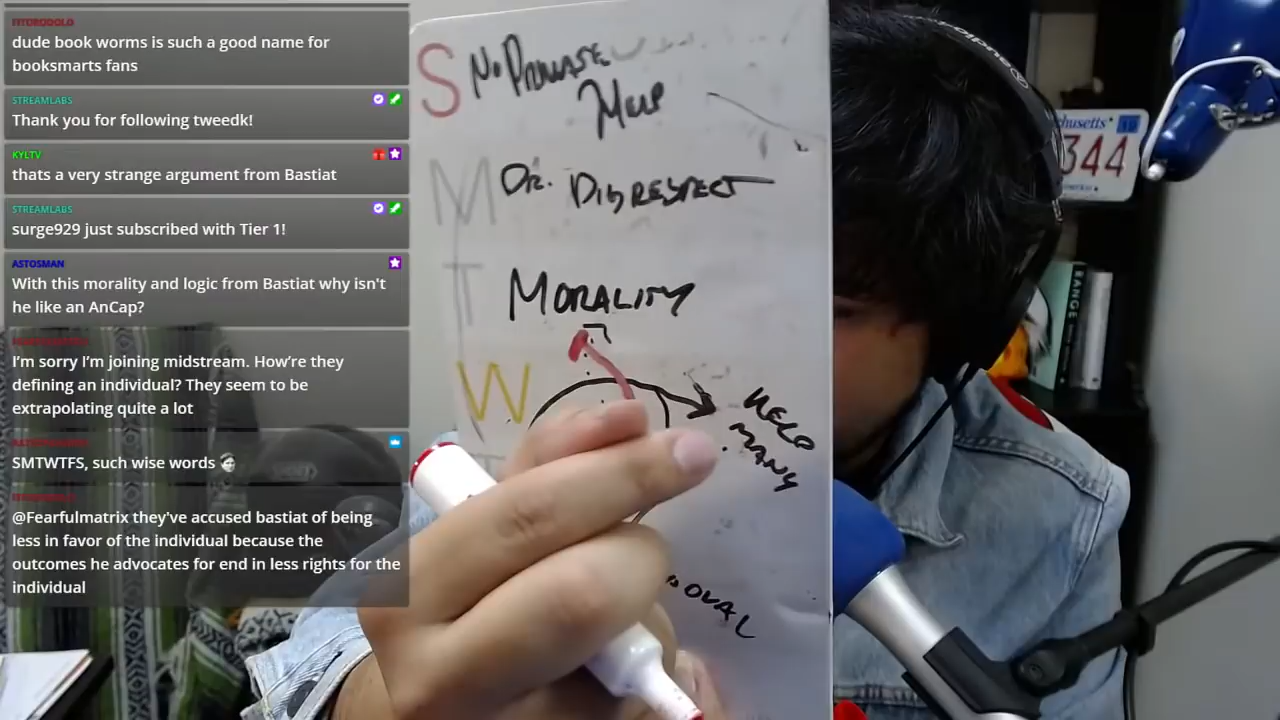 TITORODOLO
dude book worms is such a good name for
booksmarts fans
STREAMLABS
Thank you for following tweedk!
KYLTV
thats a very strange argument from Bastiat
STREAMLABS
surge929 just subscribed with Tier 1!
ASTOSMAN
With this morality and logic from Bastiat why isn't
he like an AnCap?
I'm sorry I'm joining midstream. How're they
defining an individual? They seem to be
extrapolating quite a lot
SMTWTFS, such wise words
@Fearfulmatrix they've accused bastiat of being
less in favor of the individual because the
outcomes he advocates for end in less rights for the
individual
S
No
HELP
M
DR. DISRESPECT
T
MORALITY
W
HELP
MANY
audio
husetts
344
RANGE